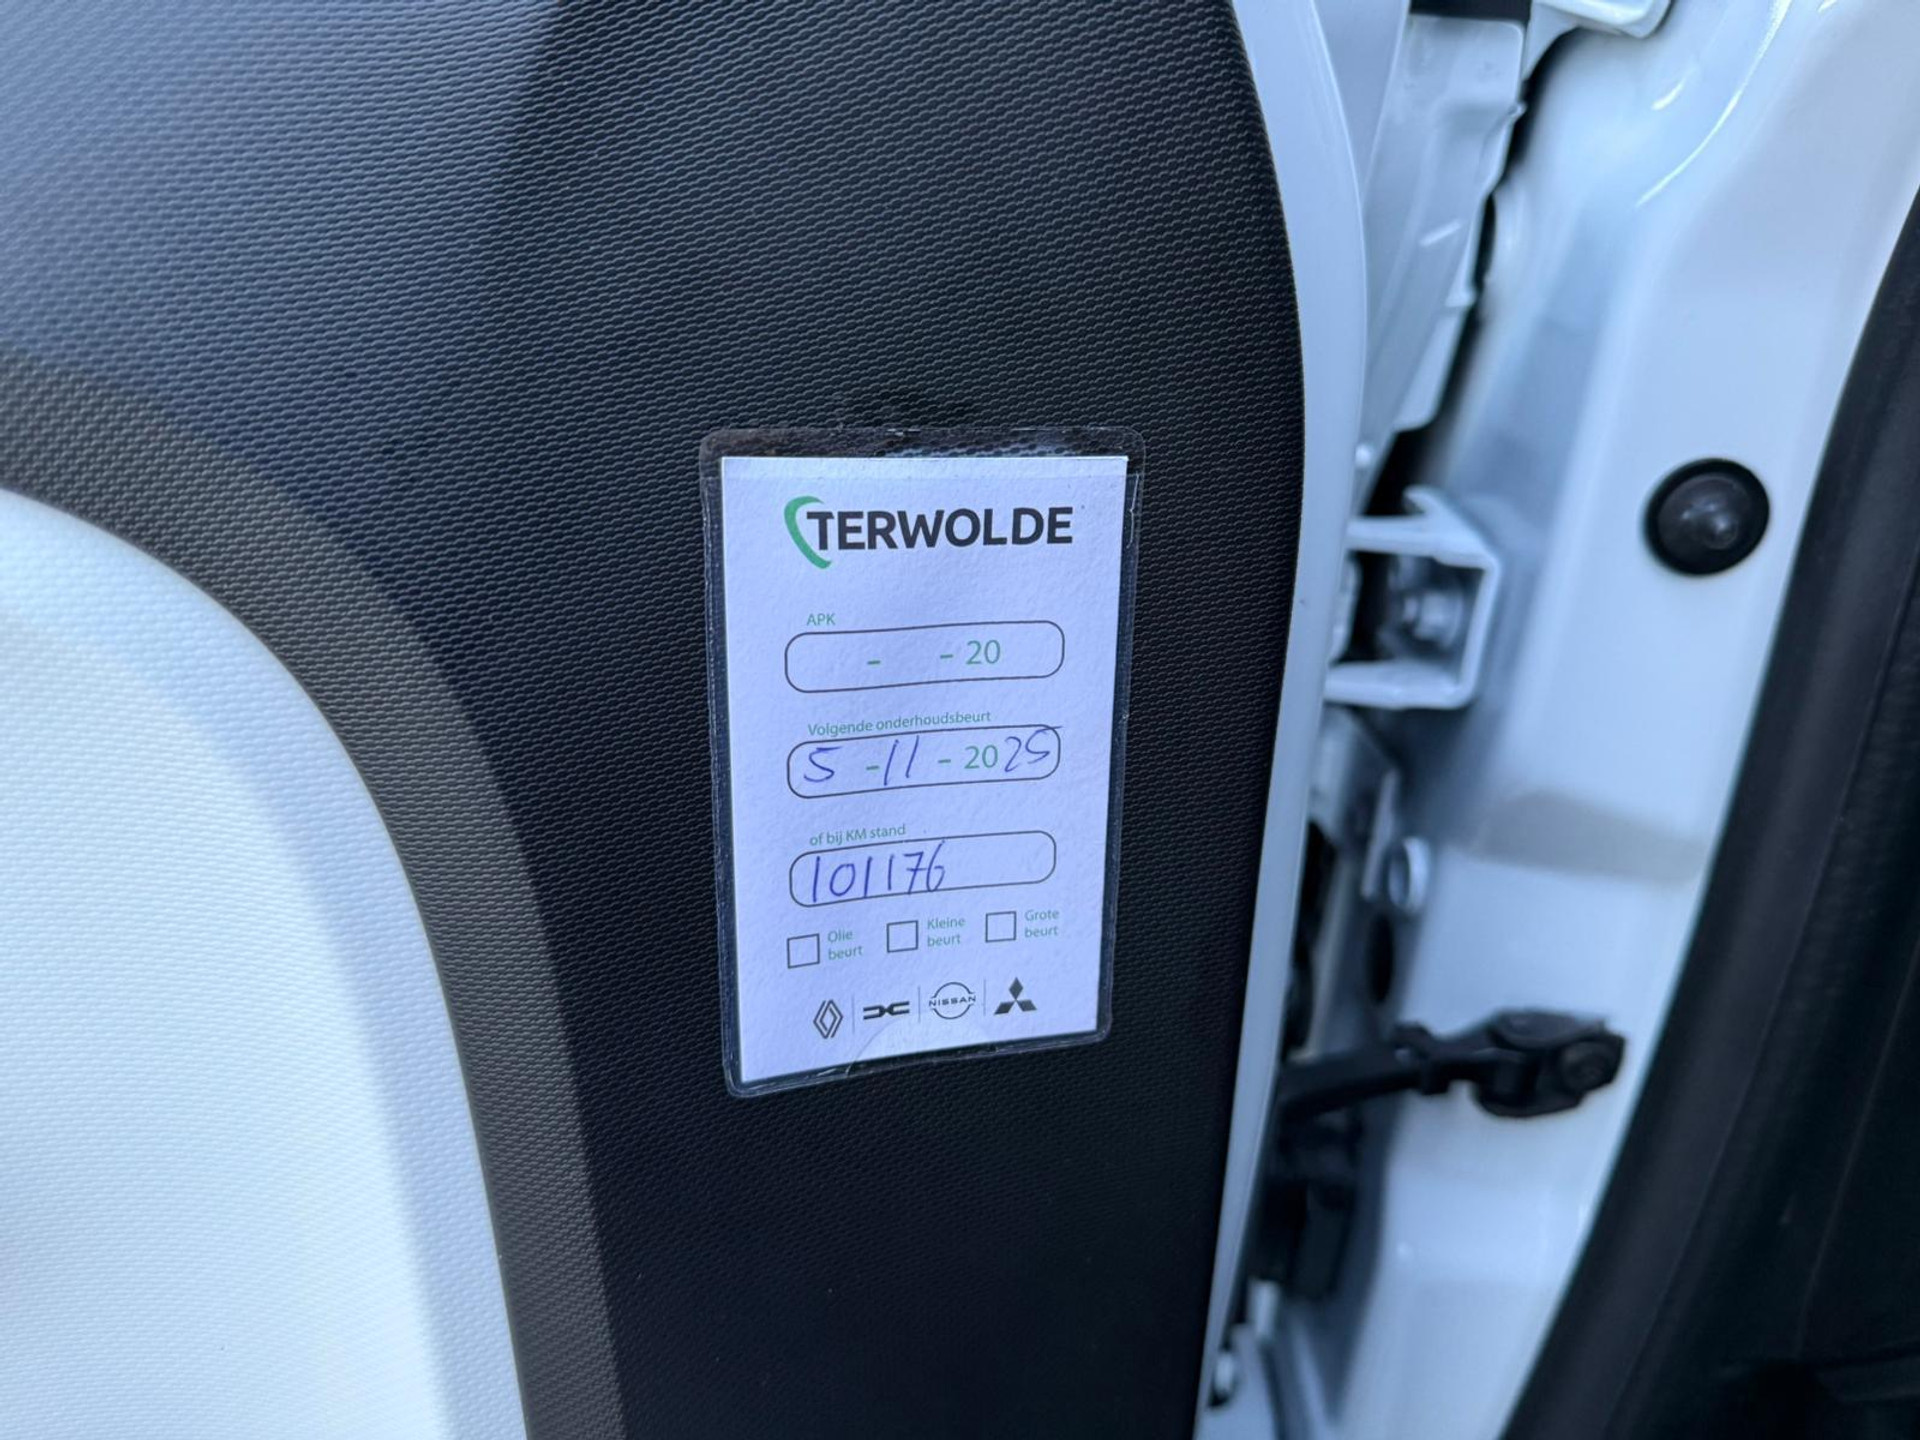 TERWOLDE
APK
- - 20
Volgende onderhoudsbeurt
5 - 11 - 2025
of bij KM stand
101176
Olie beurt Kleine beurt Grote beurt
NISSAN